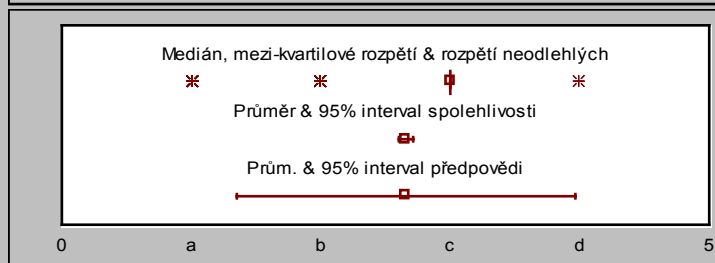 Medián, mezi-kvartilové rozpětí & rozpětí neodlehlých
Průměr & 95% interval spolehlivosti
Prům. & 95% interval předpovědi
0 a b c d 5